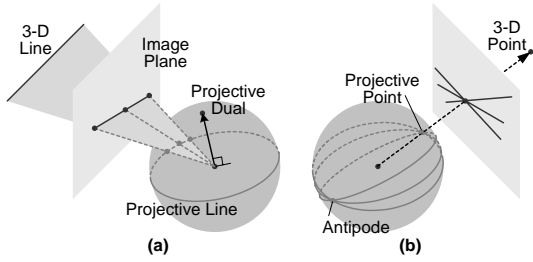 3-D
Line
Image
Plane
Projective
Dual
Projective Line
(a)
3-D
Point
Projective
Point
Antipode
(b)